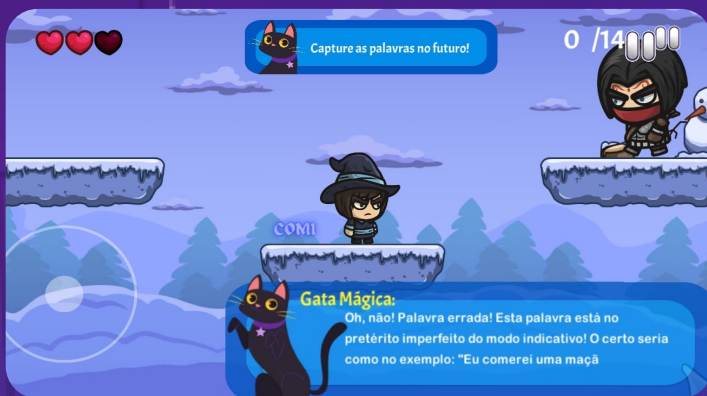 Capture as palavras no futuro!
0 /14
COMI
Gata Mágica:
Oh, não! Palavra errada! Esta palavra está no
pretérito imperfeito do modo indicativo! O certo seria
como no exemplo: "Eu comerei uma maçã